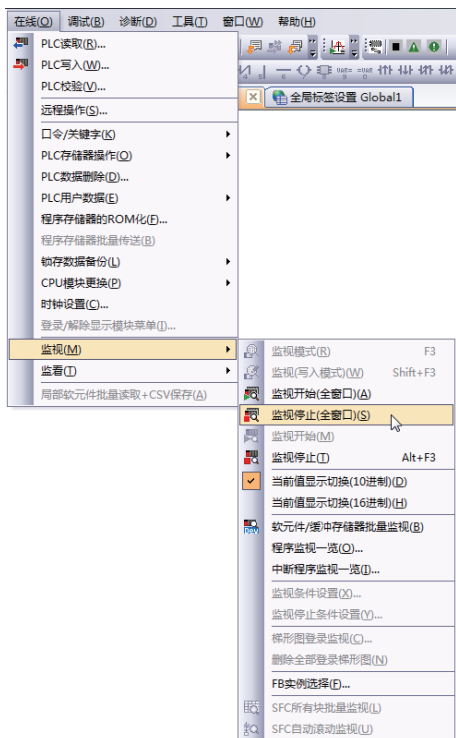 在线(O) 调试(B) 诊断(D) 工具(T) 窗口(W) 帮助(H)
PLC读取(R)...
PLC写入(W)...
PLC校验(V)...
远程操作(S)...
口令/关键字(K)
PLC存储器操作(O)
PLC数据删除(D)...
PLC用户数据(E)
程序存储器的ROM化(F)...
程序存储器批量传送(B)
锁存数据备份(L)
CPU模块更换(P)
时钟设置(C)...
登录/解除显示模块菜单(I)...
监视(M)
监看(T)
局部软元件批量读取+CSV保存(A)
全局标签设置 Global1
监视模式(R) F3
监视(写入模式)(W) Shift+F3
监视开始(全窗口)(A)
监视停止(全窗口)(S)
监视开始(M)
监视停止(T) Alt+F3
当前值显示切换(10进制)(D)
当前值显示切换(16进制)(H)
软元件/缓冲存储器批量监视(B)
程序监视一览(O)...
中断程序监视一览(I)...
监视条件设置(X)...
监视停止条件设置(Y)...
梯形图登录监视(C)...
删除全部登录梯形图(N)
FB实例选择(F)...
SFC所有块批量监视(L)
SFC自动滚动监视(U)